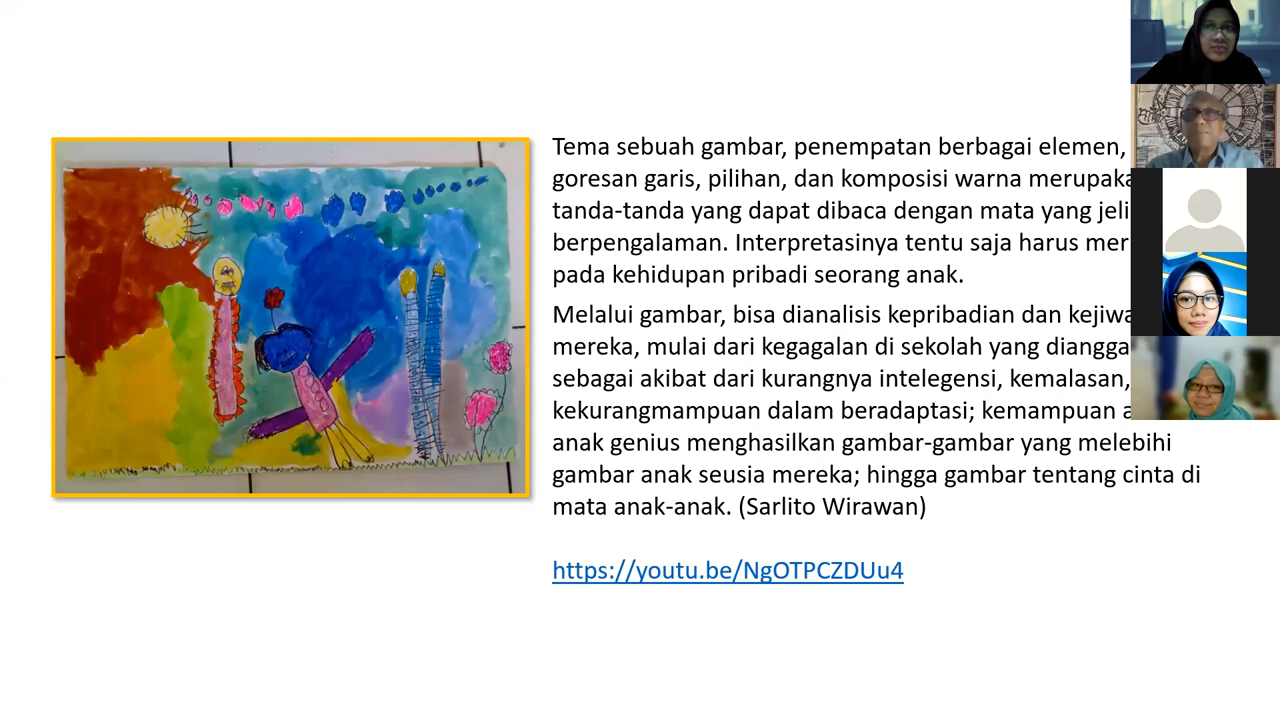 Tema sebuah gambar, penempatan berbagai elemen,
goresan garis, pilihan, dan komposisi warna
tanda-tanda yang dapat dibaca dengan mata yang jeli
berpengalaman. Interpretasinya tentu saja harus
pada kehidupan pribadi seorang anak.
Melalui gambar, bisa dianalisis kepribadian dan
mereka, mulai dari kegagalan di sekolah yang
sebagai akibat dari kurangnya intelegensi, kemalasan,
kekurangmampuan dalam beradaptasi; kemampuan
anak genius menghasilkan gambar-gambar yang melebihi
gambar anak seusia mereka; hingga gambar tentang cinta di
mata anak-anak. (Sarlito Wirawan)
https://youtu.be/NgOTPCZDUu4